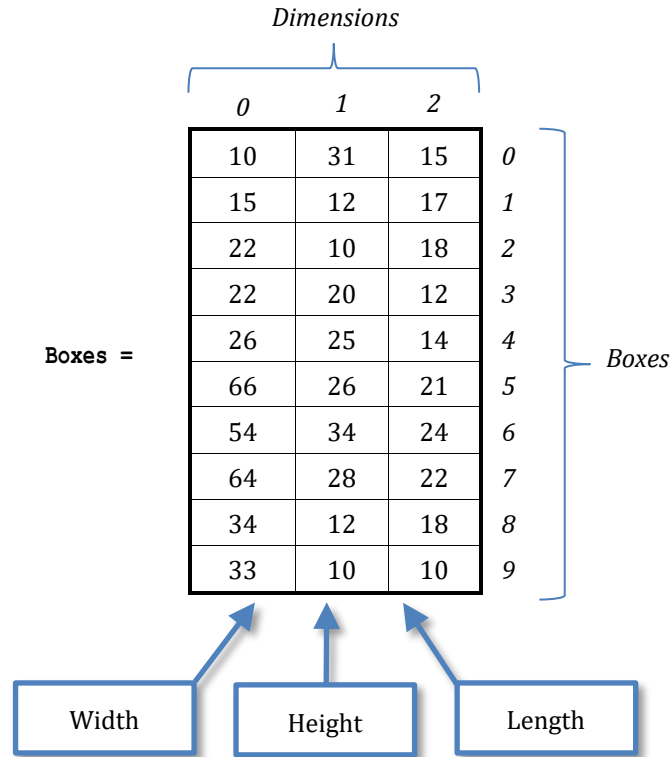 Dimensions
0 1 2
10 31 15 0
15 12 17 1
22 10 18 2
22 20 12 3
26 25 14 4
Boxes = Boxes
66 26 21 5
54 34 24 6
64 28 22 7
34 12 18 8
33 10 10 9
Width Height Length